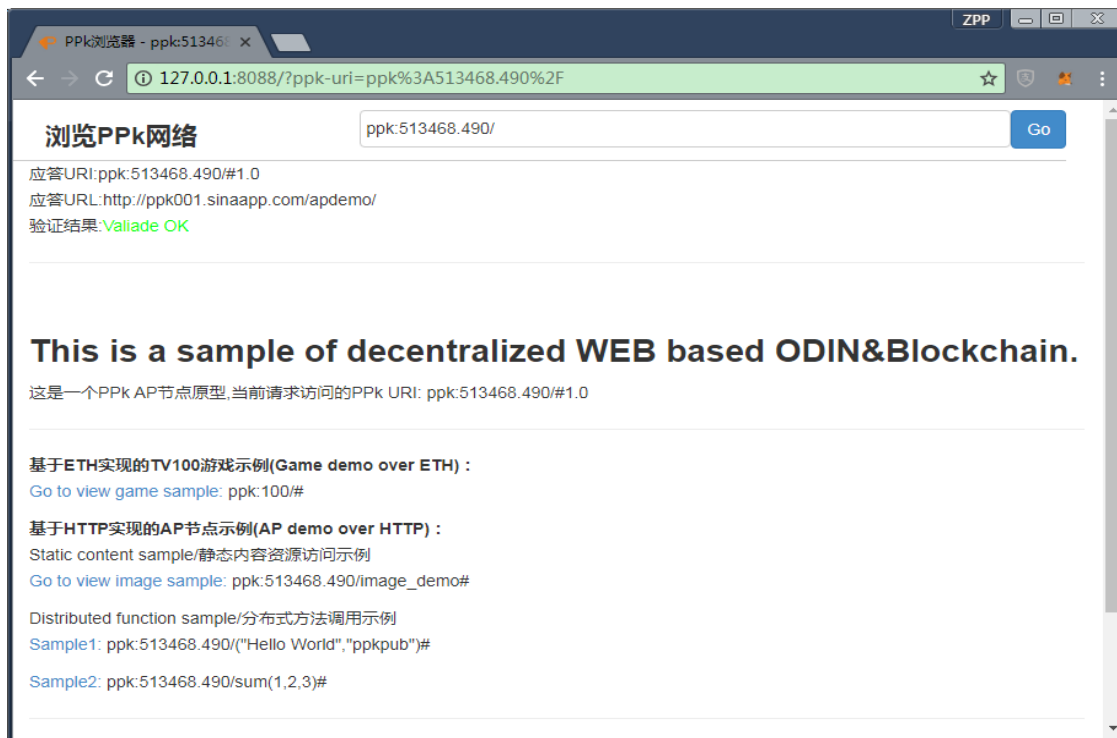 ZPP
PPk浏览器 - ppk:51346
127.0.0.1:8088/?ppk-uri=ppk%3A513468.490%2F
浏览PPk网络
ppk:513468.490/
Go
应答URI:ppk:513468.490/#1.0
应答URL:http://ppk001.sinaapp.com/apdemo/
验证结果:Valiade OK
This is a sample of decentralized WEB based ODIN&Blockchain.
这是一个PPk AP节点原型,当前请求访问的PPk URI: ppk:513468.490/#1.0
基于ETH实现的TV100游戏示例(Game demo over ETH)：
Go to view game sample: ppk:100/#
基于HTTP实现的AP节点示例(AP demo over HTTP)：
Static content sample/静态内容资源访问示例
Go to view image sample: ppk:513468.490/image_demo#
Distributed function sample/分布式方法调用示例
Sample1: ppk:513468.490/("Hello World","ppkpub")#
Sample2: ppk:513468.490/sum(1,2,3)#